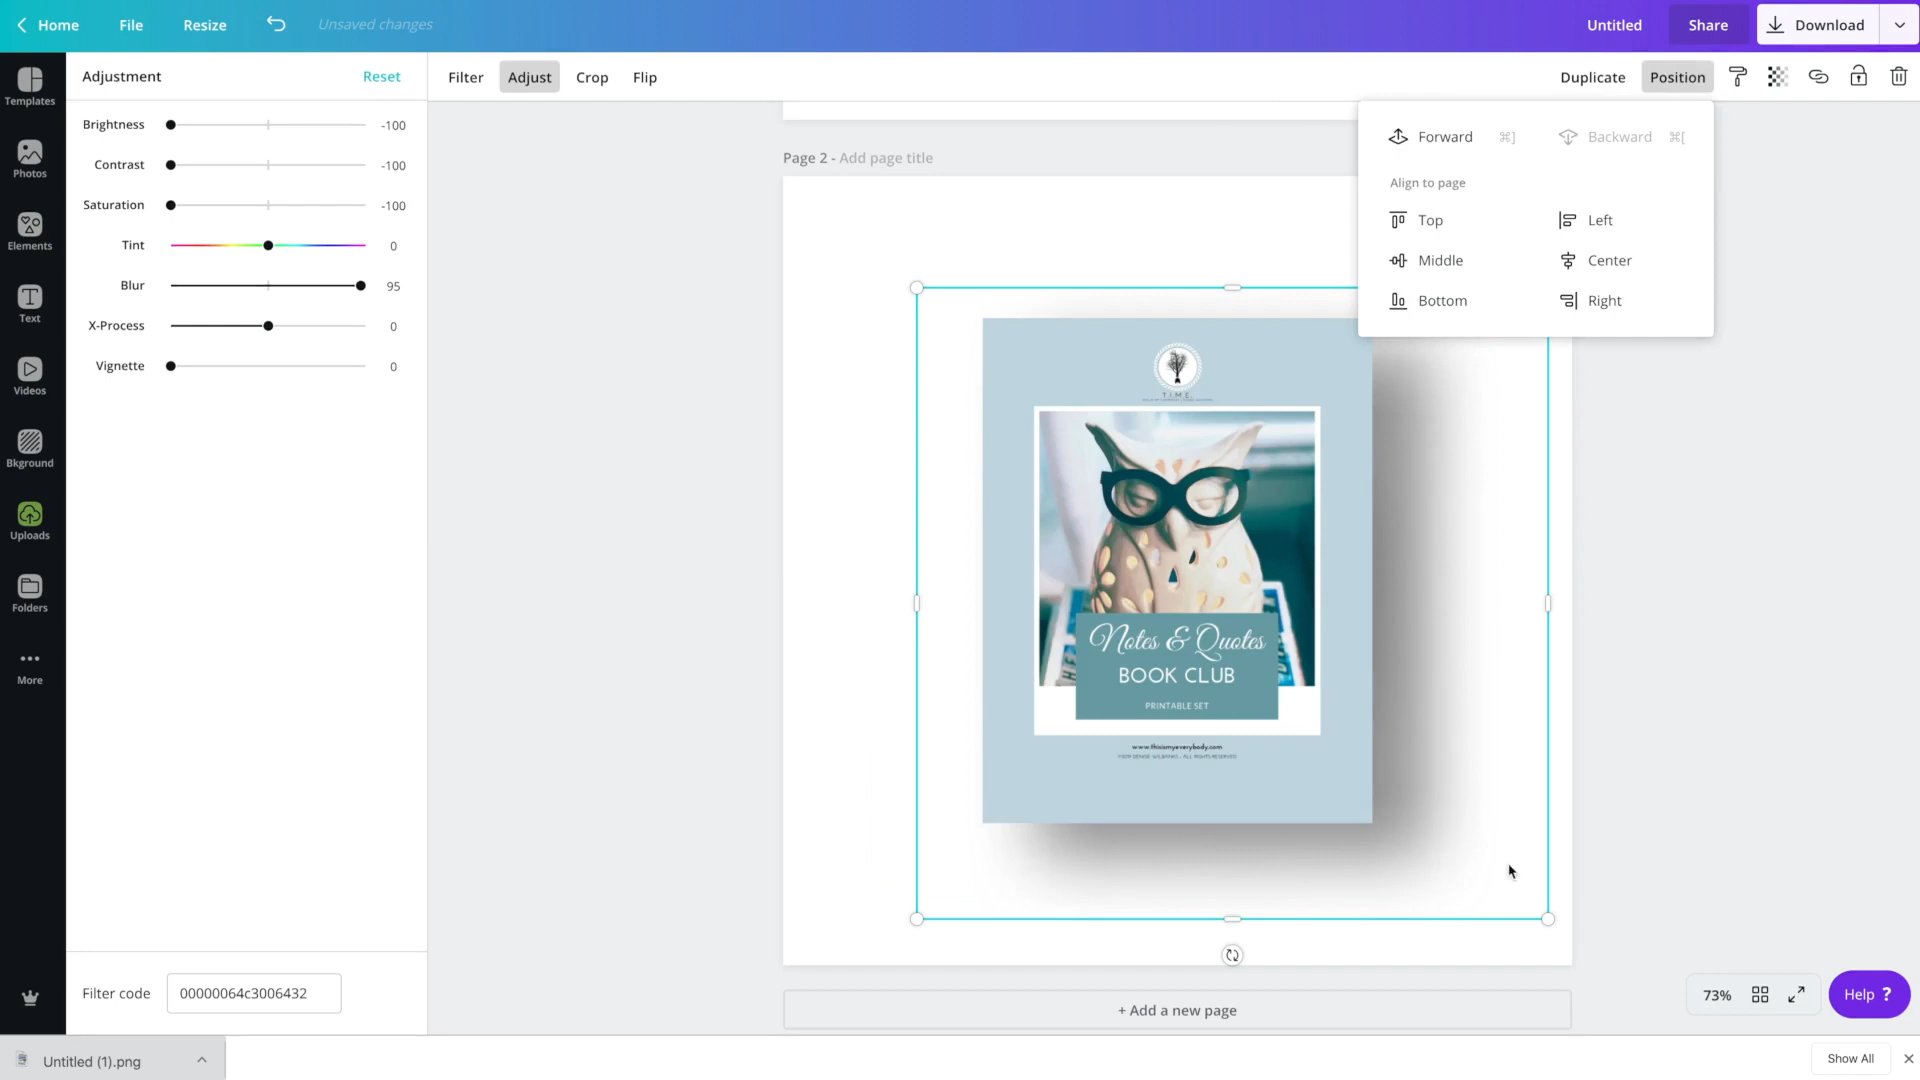 Home File Resize Unsaved changes Untitled Share Download
Templates
Photos
Elements
Text
Videos
Bkground
Uploads
Folders
More
Adjustment Reset
Brightness -100
Contrast -100
Saturation -100
Tint 0
Blur 95
X-Process 0
Vignette 0
Filter code 00000064c3006432
Filter Adjust Crop Flip Duplicate Position
Forward ⌘] Backward ⌘[
Align to page
Top Left
Middle Center
Bottom Right
Page 2 - Add page title
T.I.M.E.
Notes & Quotes
BOOK CLUB
PRINTABLE SET
www.thisismyeverybody.com
+ Add a new page
73% Help ?
Untitled (1).png Show All